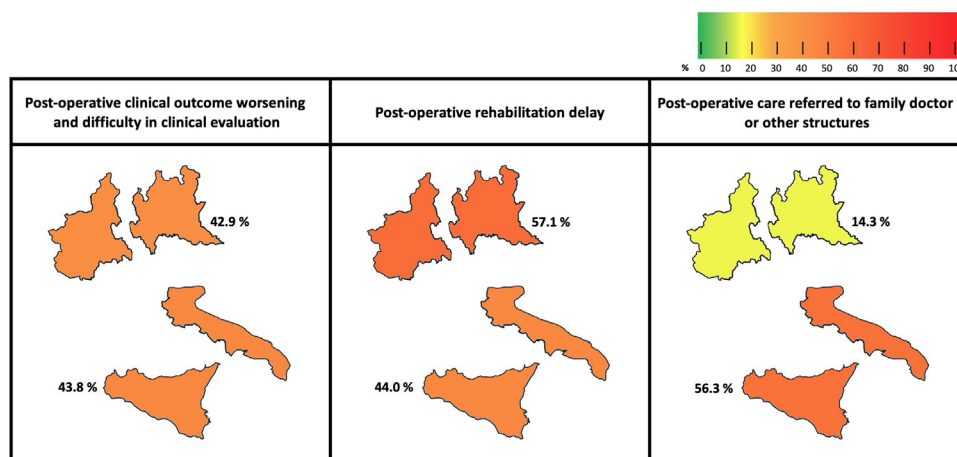 % 0 10 20 30 40 50 60 70 80 90
Post-operative clinical outcome worsening
and difficulty in clinical evaluation
Post-operative rehabilitation delay
Post-operative care referred to family doctor
or other structures
42.9 %
57.1 %
14.3 %
43.8 %
44.0 %
56.3 %